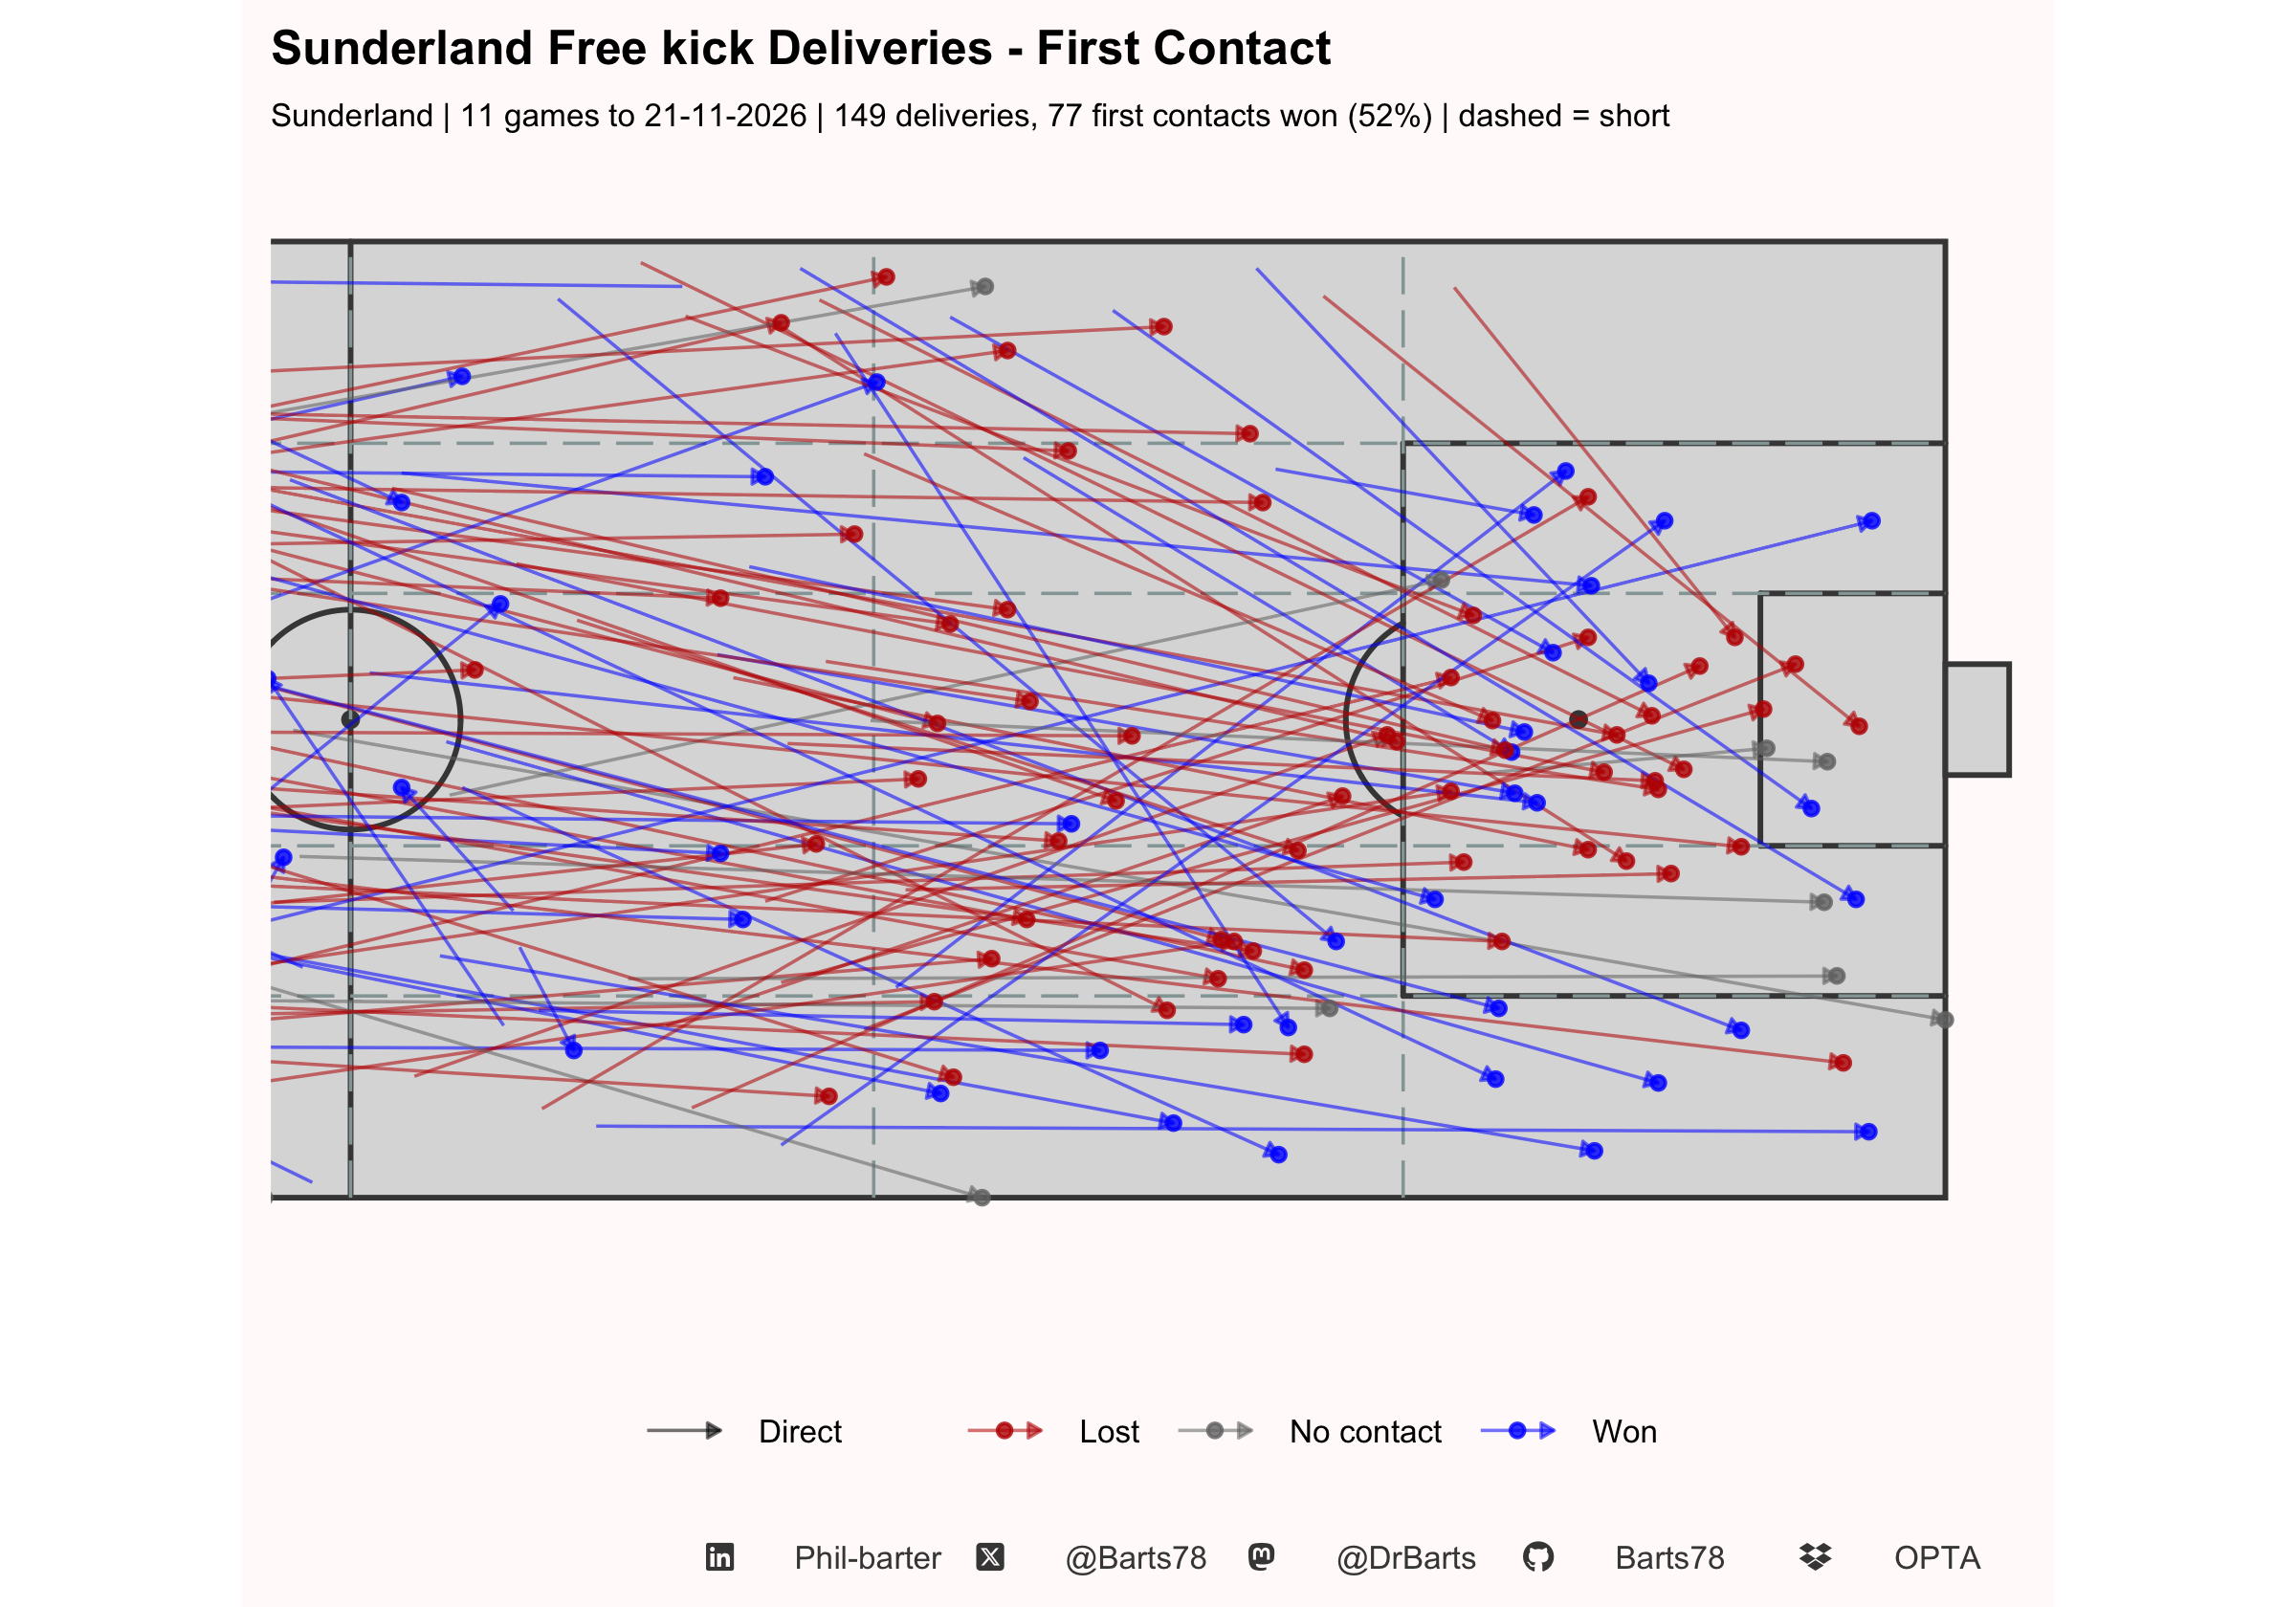 Sunderland Free kick Deliveries - First Contact
Sunderland | 11 games to 21-11-2026 | 149 deliveries, 77 first contacts won (52%) | dashed = short
Direct Lost No contact Won
Phil-barter @Barts78 @DrBarts Barts78 OPTA